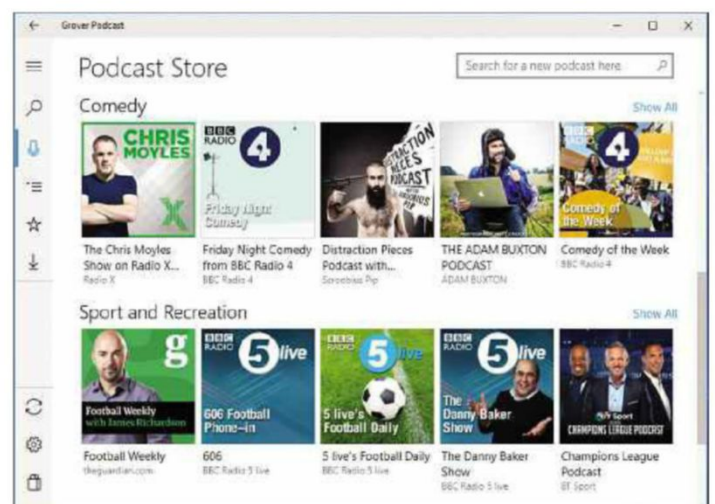 Grover Podcast
Podcast Store
Search for a new podcast here
Comedy
Show All
CHRIS
MOYLES
X
BBC
RADIO
4
Friday Night
Comedy
DISTRACTION
PIECES
PODCAST
BBC
RADIO
4
Comedy of
the Week
The Chris Moyles
Show on Radio X...
Radio X
Friday Night Comedy
from BBC Radio 4
BBC Radio 4
Distraction Pieces
Podcast with...
Scroobius Pip
THE ADAM BUXTON
PODCAST
ADAM BUXTON
Comedy of the Week
BBC Radio 4
Sport and Recreation
Show All
g
Football Weekly
with James Richardson
BBC
RADIO
5 live
606 Football
Phone-in
BBC
RADIO
5 live
5 live's
Football Daily
BBC
RADIO
5 live
The
Danny Baker
Show
BT Sport
CHAMPIONS LEAGUE PODCAST
Football Weekly
theguardian.com
606
BBC Radio 5 live
5 live's Football Daily
BBC Radio 5 live
The Danny Baker
Show
BBC Radio 5 live
Champions League
Podcast
BT Sport